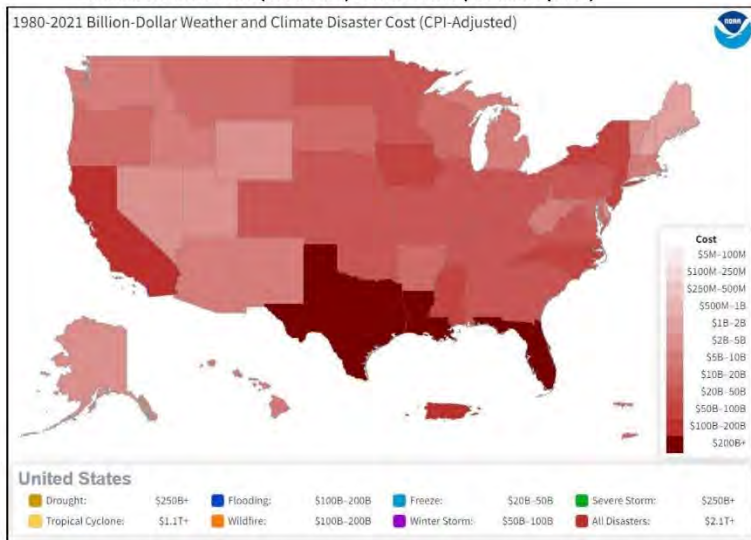 1980-2021 Billion-Dollar Weather and Climate Disaster Cost (CPI-Adjusted)
NOAA
Cost
$5M-100M
$100M-250M
$250M-500M
$500M-1B
$1B-2B
$2B-5B
$5B-10B
$10B-20B
$20B-50B
$50B-100B
$100B-200B
$200B+
United States
Drought: $250B+ Flooding: $100B-200B Freeze: $20B-50B Severe Storm: $250B+
Tropical Cyclone: $1.1T+ Wildfire: $100B-200B Winter Storm: $50B-100B All Disasters: $2.1T+